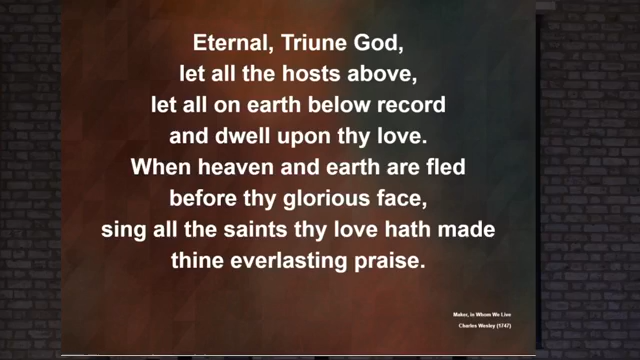 Eternal, Triune God,
let all the hosts above,
let all on earth below record
and dwell upon thy love.
When heaven and earth are fled
before thy glorious face,
sing all the saints thy love hath made
thine everlasting praise.
Maker, in Whom We Live
Charles Wesley (1747)